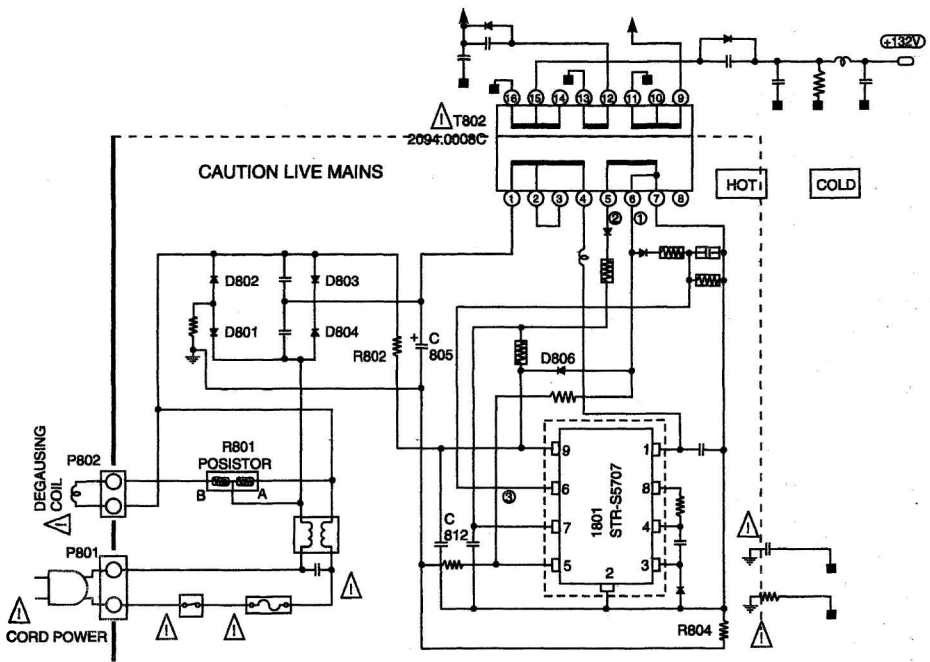 +132V
16 15 14 13 12 11 10 9
T802
2094.0008C
CAUTION LIVE MAINS
HOT
COLD
1 2 3 4 5 6 7 8
2 1
D802
D803
D801
D804
R802
+ C
805
D806
DEGAUSING
COIL
P802
R801
POSISTOR
B A
3
C
812
9
6
7
5
1801
STR-S5707
1
8
4
3
2
P801
CORD POWER
R804
! ! ! ! ! ! ! !